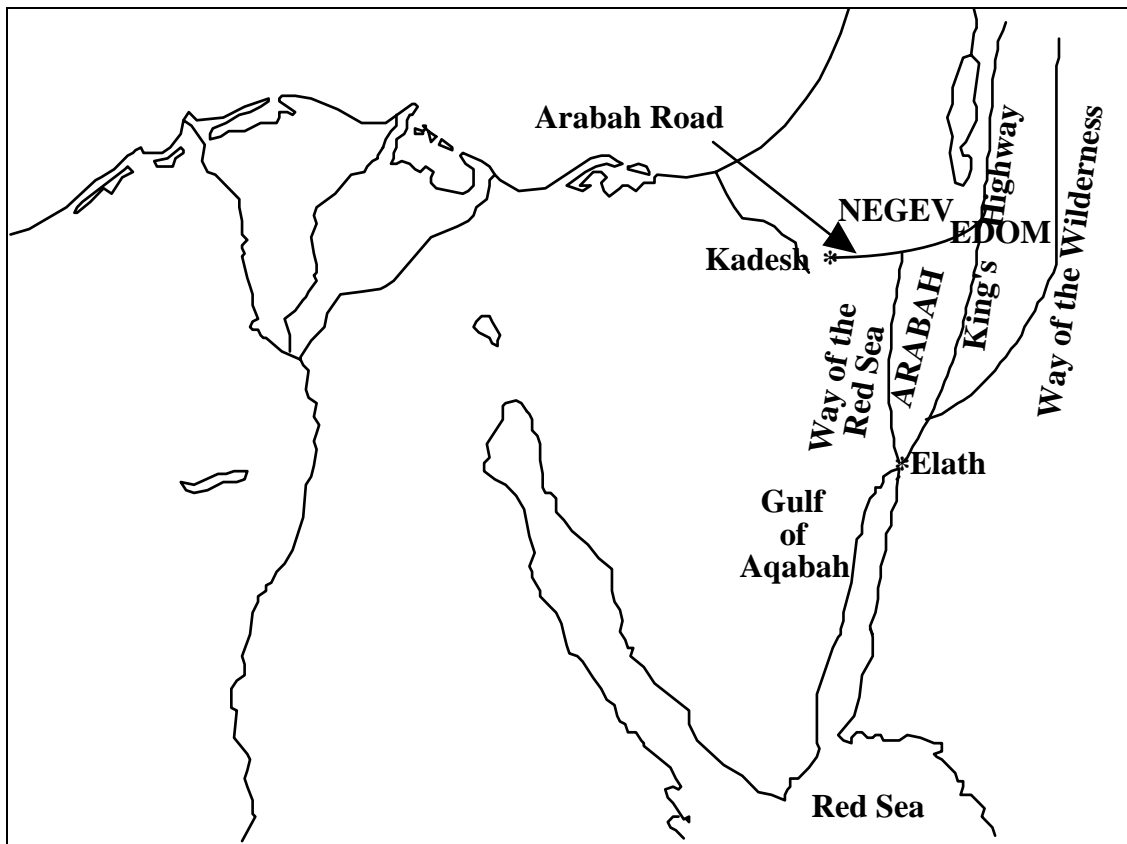 Arabah Road
NEGEV
EDOM
Kadesh
King's Highway
Way of the Wilderness
ARABAH
Way of the
Red Sea
Elath
Gulf
of
Aqabah
Red Sea